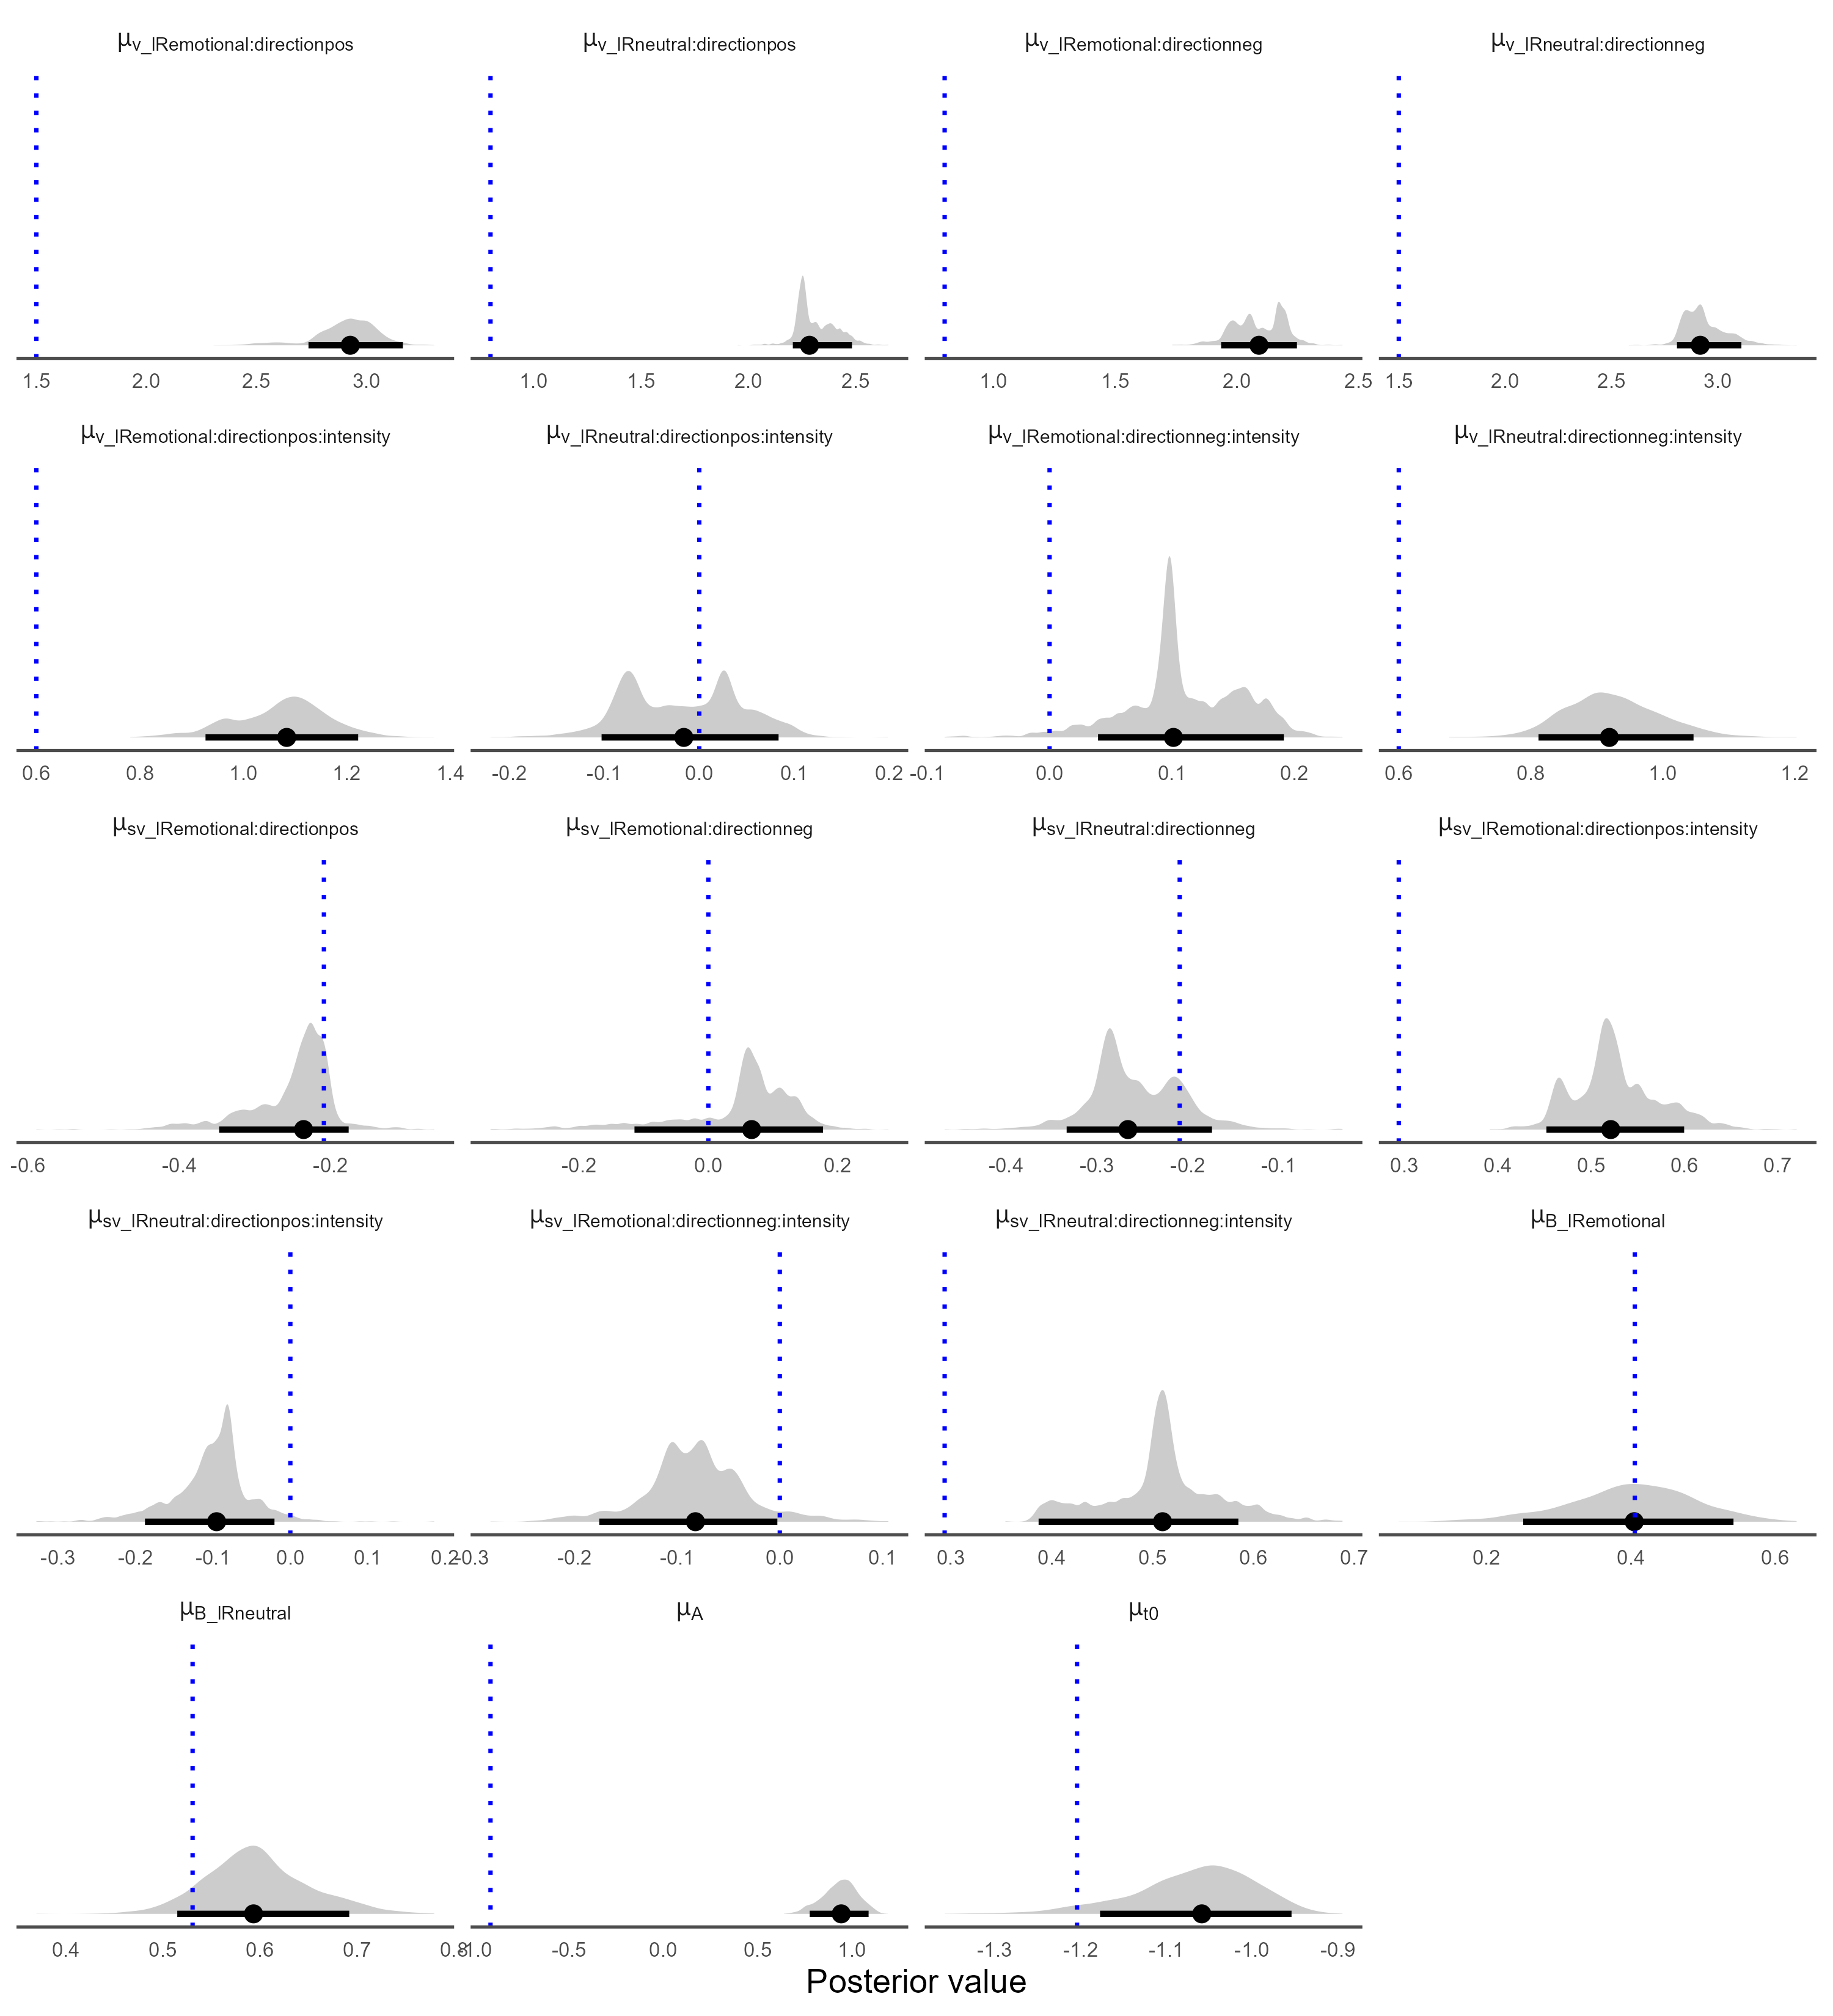 μv_lRemotional:directionpos μv_lRneutral:directionpos μv_lRemotional:directionneg μv_lRneutral:directionneg
1.5 2.0 2.5 3.0 1.0 1.5 2.0 2.5 1.0 1.5 2.0 2.5 1.5 2.0 2.5 3.0
μv_lRemotional:directionpos:intensity μv_lRneutral:directionpos:intensity μv_lRemotional:directionneg:intensity μv_lRneutral:directionneg:intensity
0.6 0.8 1.0 1.2 1.4 -0.2 -0.1 0.0 0.1 0.2 -0.1 0.0 0.1 0.2 0.6 0.8 1.0 1.2
μsv_lRemotional:directionpos μsv_lRemotional:directionneg μsv_lRneutral:directionneg μsv_lRemotional:directionpos:intensity
-0.6 -0.4 -0.2 -0.2 0.0 0.2 -0.4 -0.3 -0.2 -0.1 0.3 0.4 0.5 0.6 0.7
μsv_lRneutral:directionpos:intensity μsv_lRemotional:directionneg:intensity μsv_lRneutral:directionneg:intensity μB_lRemotional
-0.3 -0.2 -0.1 0.0 0.1 0.2 -0.3 -0.2 -0.1 0.0 0.1 0.3 0.4 0.5 0.6 0.7 0.2 0.4 0.6
μB_lRneutral μA μt0
0.4 0.5 0.6 0.7 0.8 -1.0 -0.5 0.0 0.5 1.0 -1.3 -1.2 -1.1 -1.0 -0.9
Posterior value